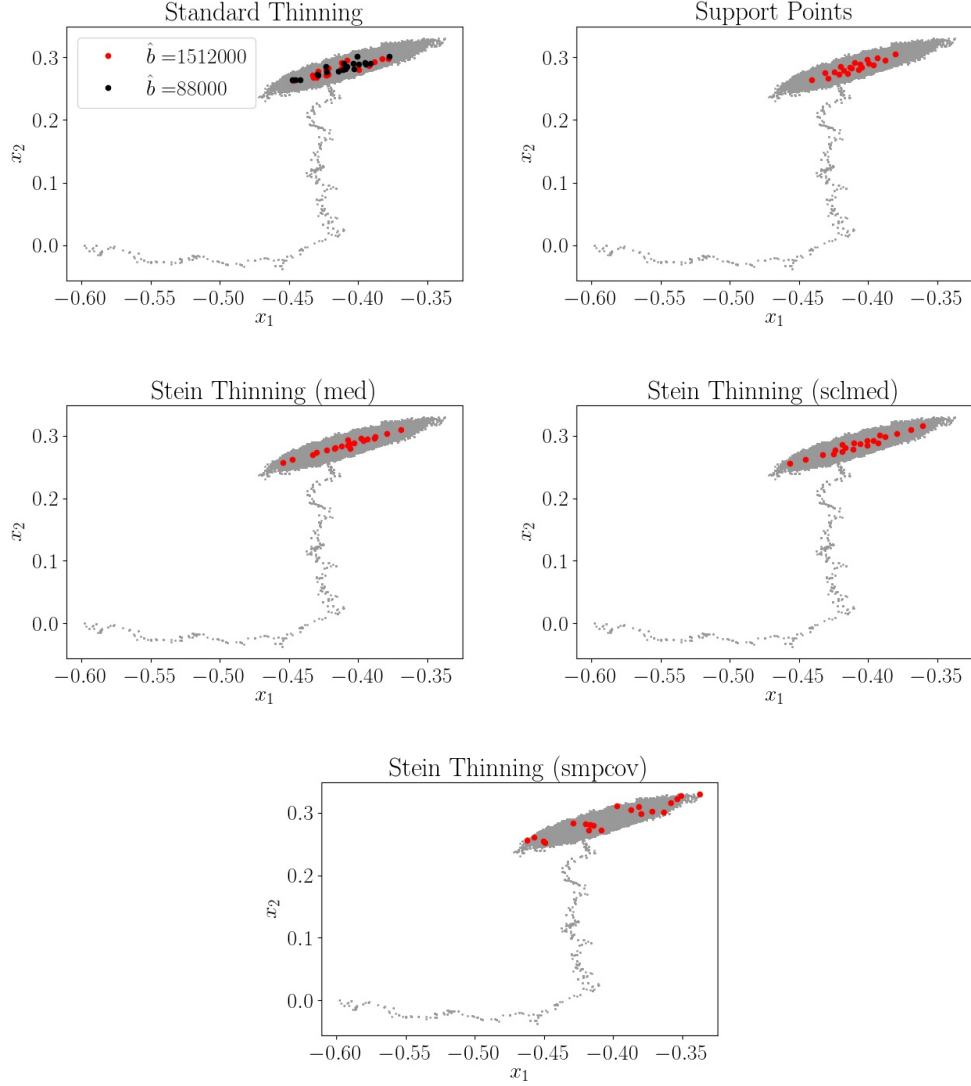 Standard Thinning
b̂ =1512000
b̂ =88000
0.3
0.2
0.1
0.0
x₂
−0.60 −0.55 −0.50 −0.45 −0.40 −0.35
x₁
Support Points
0.3
0.2
0.1
0.0
x₂
−0.60 −0.55 −0.50 −0.45 −0.40 −0.35
x₁
Stein Thinning (med)
0.3
0.2
0.1
0.0
x₂
−0.60 −0.55 −0.50 −0.45 −0.40 −0.35
x₁
Stein Thinning (sclmed)
0.3
0.2
0.1
0.0
x₂
−0.60 −0.55 −0.50 −0.45 −0.40 −0.35
x₁
Stein Thinning (smpcov)
0.3
0.2
0.1
0.0
x₂
−0.60 −0.55 −0.50 −0.45 −0.40 −0.35
x₁